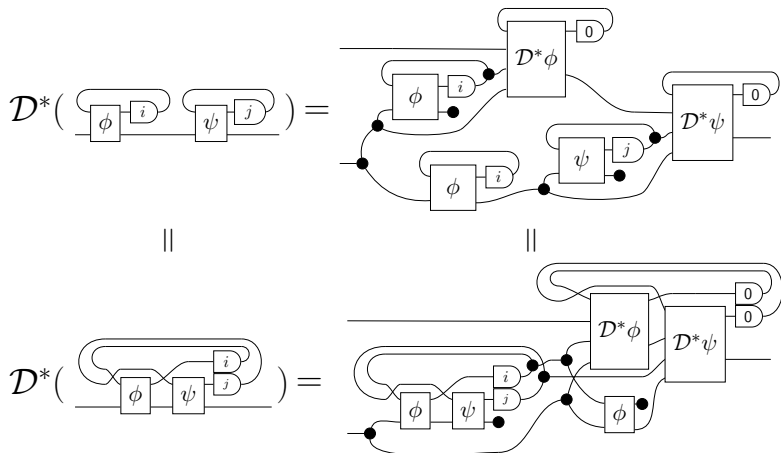 𝒟*ϕ 0
ϕ i
𝒟*( ϕ i ψ j ) =
𝒟*ψ 0
ψ j
ϕ i
||
||
0
𝒟*ϕ 0
𝒟*ψ
i
𝒟*( ϕ ψ i j ) =
i
ϕ ψ j
ϕ